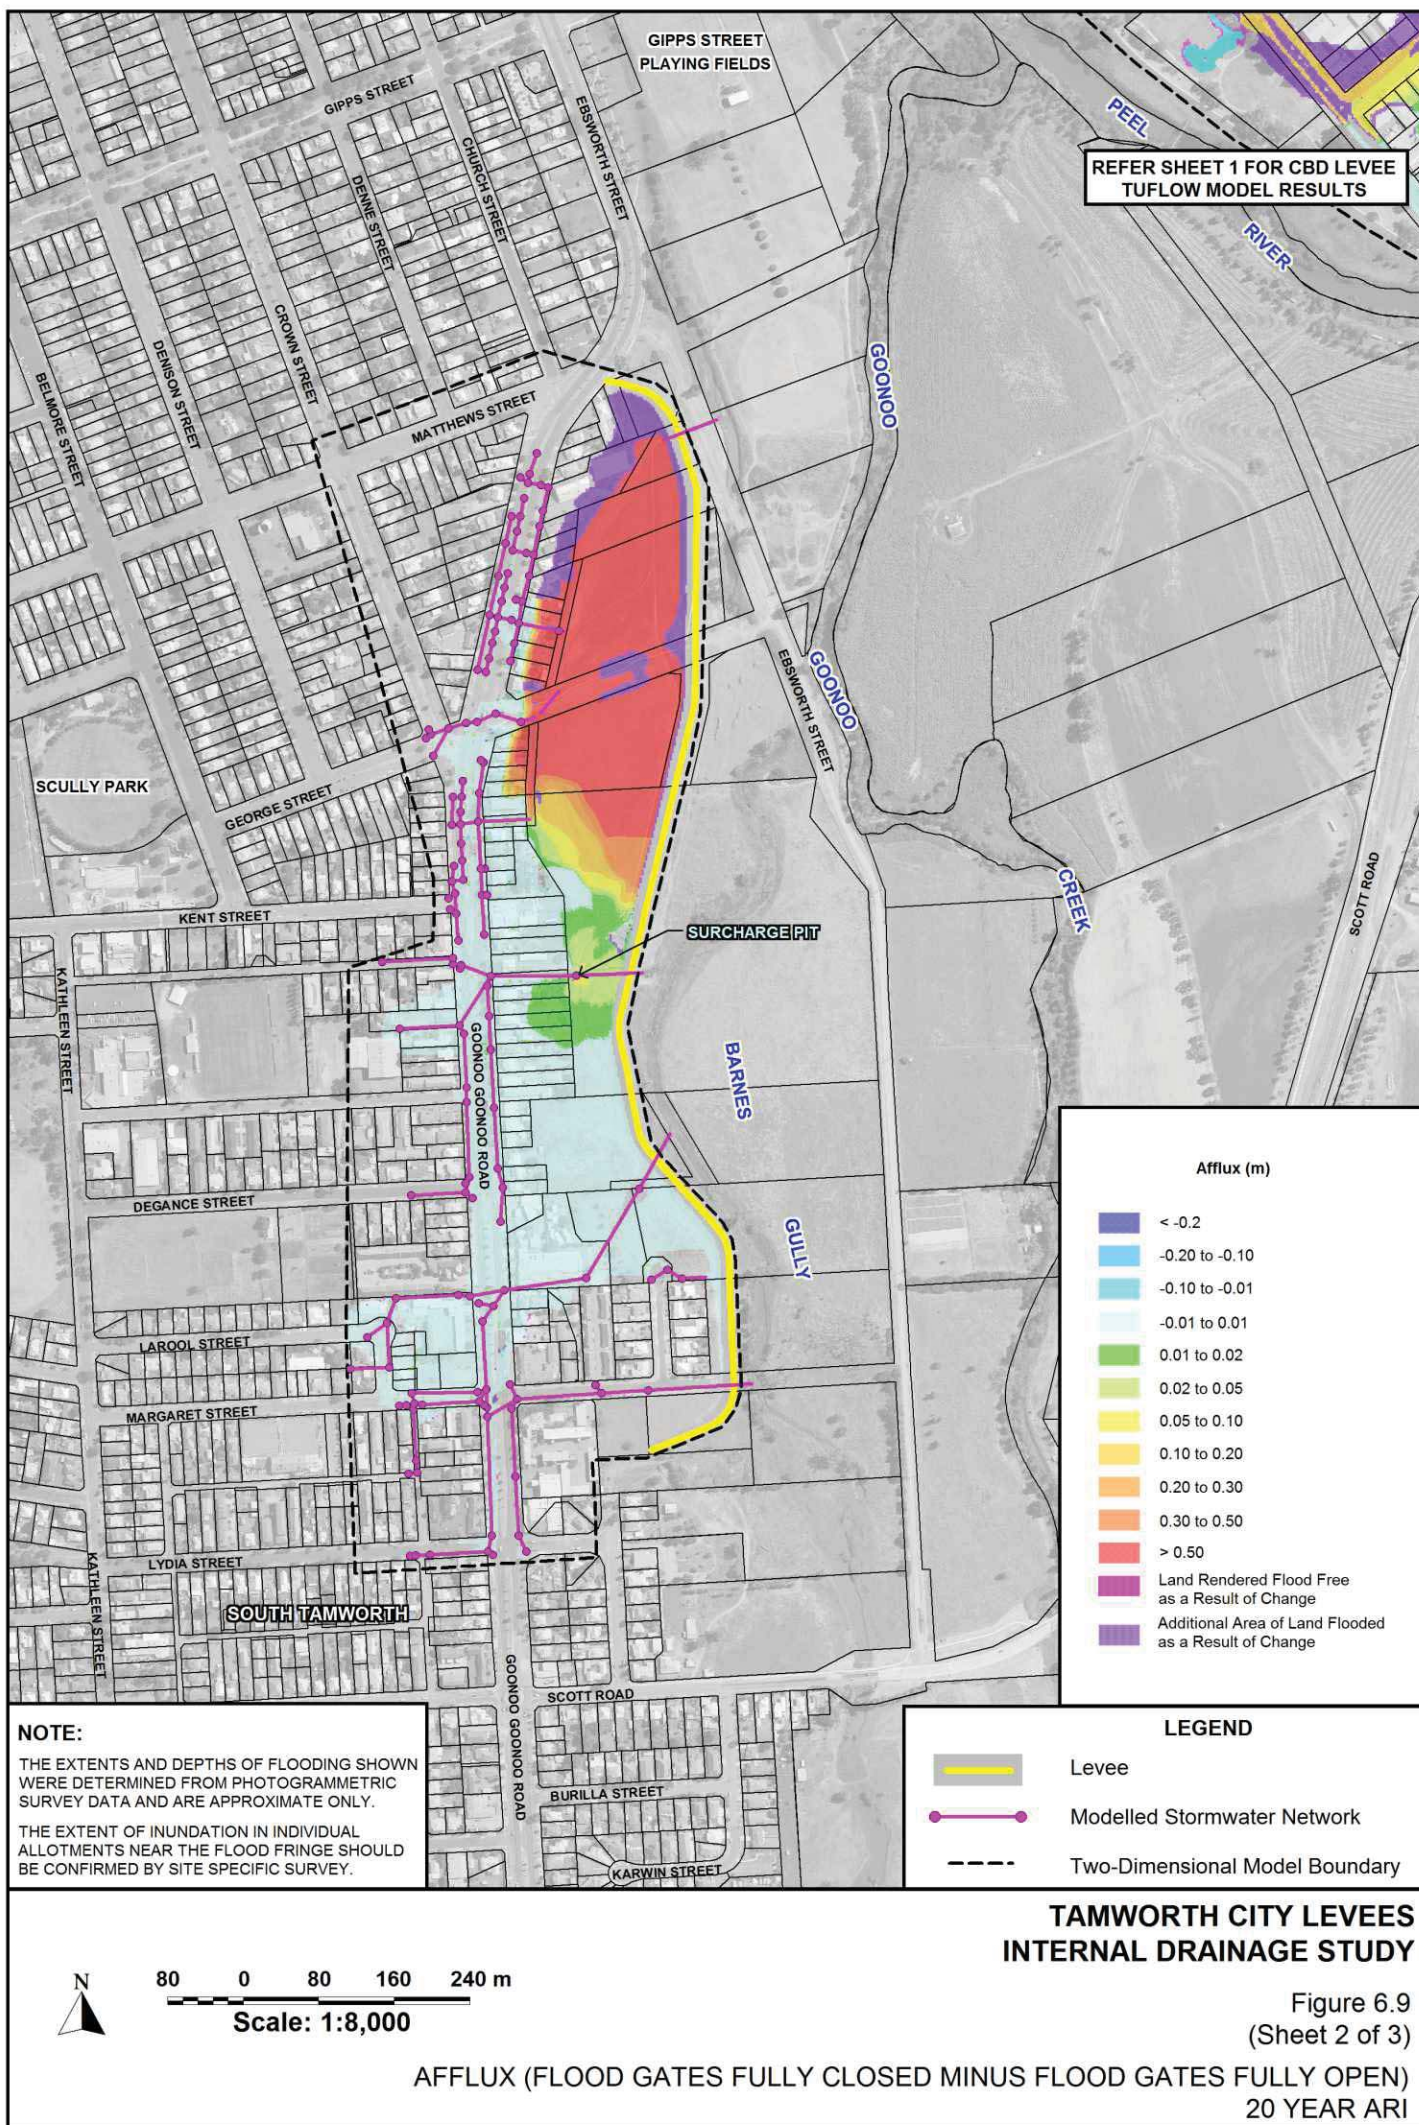 GIPPS STREET
PLAYING FIELDS
GIPPS STREET
EBSWORTH STREET
CHURCH STREET
DENNE STREET
CROWN STREET
DENISON STREET
BELMORE STREET
MATTHEWS STREET
PEEL
RIVER
REFER SHEET 1 FOR CBD LEVEE
TUFLOW MODEL RESULTS
GOONOO
GOONOO
CREEK
EBSWORTH STREET
SCOTT ROAD
SCULLY PARK
GEORGE STREET
KENT STREET
SURCHARGE PIT
KATHLEEN STREET
GOONOO GOONOO ROAD
BARNES
GULLY
DEGANCE STREET
LAROOL STREET
MARGARET STREET
LYDIA STREET
KATHLEEN STREET
SOUTH TAMWORTH
GOONOO GOONOO ROAD
SCOTT ROAD
BURILLA STREET
KARWIN STREET
Afflux (m)
< -0.2
-0.20 to -0.10
-0.10 to -0.01
-0.01 to 0.01
0.01 to 0.02
0.02 to 0.05
0.05 to 0.10
0.10 to 0.20
0.20 to 0.30
0.30 to 0.50
> 0.50
Land Rendered Flood Free
as a Result of Change
Additional Area of Land Flooded
as a Result of Change
NOTE:
THE EXTENTS AND DEPTHS OF FLOODING SHOWN
WERE DETERMINED FROM PHOTOGRAMMETRIC
SURVEY DATA AND ARE APPROXIMATE ONLY.
THE EXTENT OF INUNDATION IN INDIVIDUAL
ALLOTMENTS NEAR THE FLOOD FRINGE SHOULD
BE CONFIRMED BY SITE SPECIFIC SURVEY.
LEGEND
Levee
Modelled Stormwater Network
Two-Dimensional Model Boundary
N
80 0 80 160 240 m
Scale: 1:8,000
TAMWORTH CITY LEVEES
INTERNAL DRAINAGE STUDY
Figure 6.9
(Sheet 2 of 3)
AFFLUX (FLOOD GATES FULLY CLOSED MINUS FLOOD GATES FULLY OPEN)
20 YEAR ARI